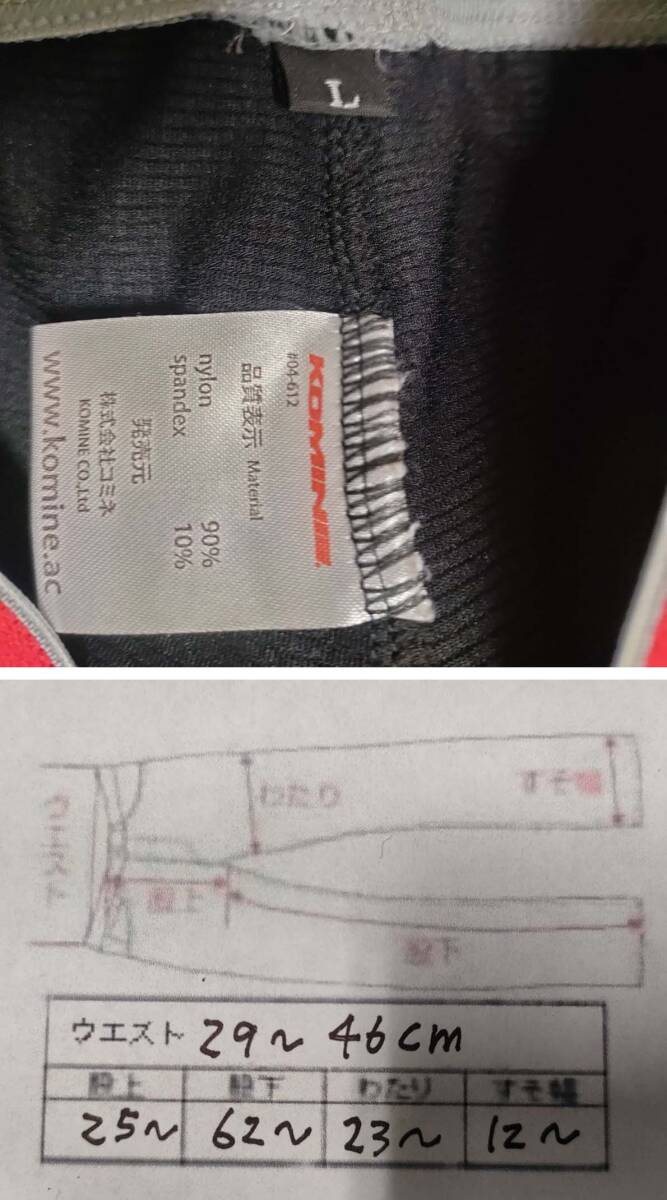 L
KOMINE
#04-612
品質表示 Material
nylon 90%
spandex 10%
発売元
株式会社コミネ
KOMINE CO.,Ltd
www.komine.ac
ウエスト
わたり
すそ幅
股上
股下
ウエスト 29~46cm
股上 股下 わたり すそ幅
25~ 62~ 23~ 12~